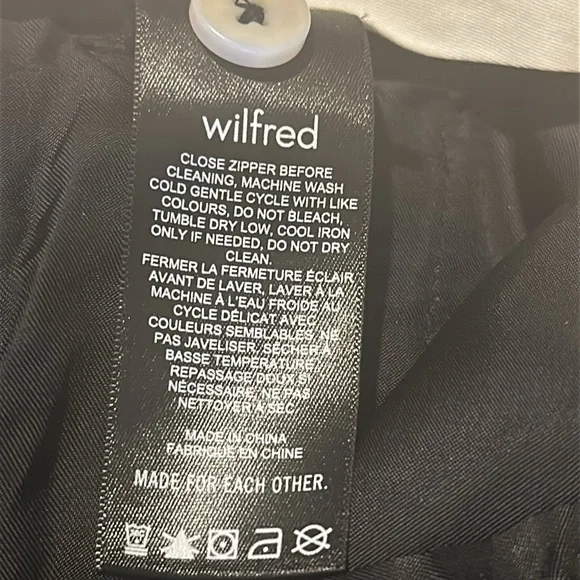 wilfred
CLOSE ZIPPER BEFORE
CLEANING, MACHINE WASH
COLD GENTLE CYCLE WITH LIKE
COLOURS, DO NOT BLEACH,
TUMBLE DRY LOW, COOL IRON
ONLY IF NEEDED, DO NOT DRY
CLEAN.
FERMER LA FERMETURE ÉCLAIR
AVANT DE LAVER, LAVER À LA
MACHINE À L'EAU FROIDE AU
CYCLE DÉLICAT AVEC
COULEURS SEMBLABLES, NE
PAS JAVELISER, SÉCHER À
BASSE TEMPÉRATURE,
REPASSAGE DOUX SI
NÉCESSAIRE, NE PAS
NETTOYER À SEC.
MADE IN CHINA
FABRIQUÉ EN CHINE
MADE FOR EACH OTHER.